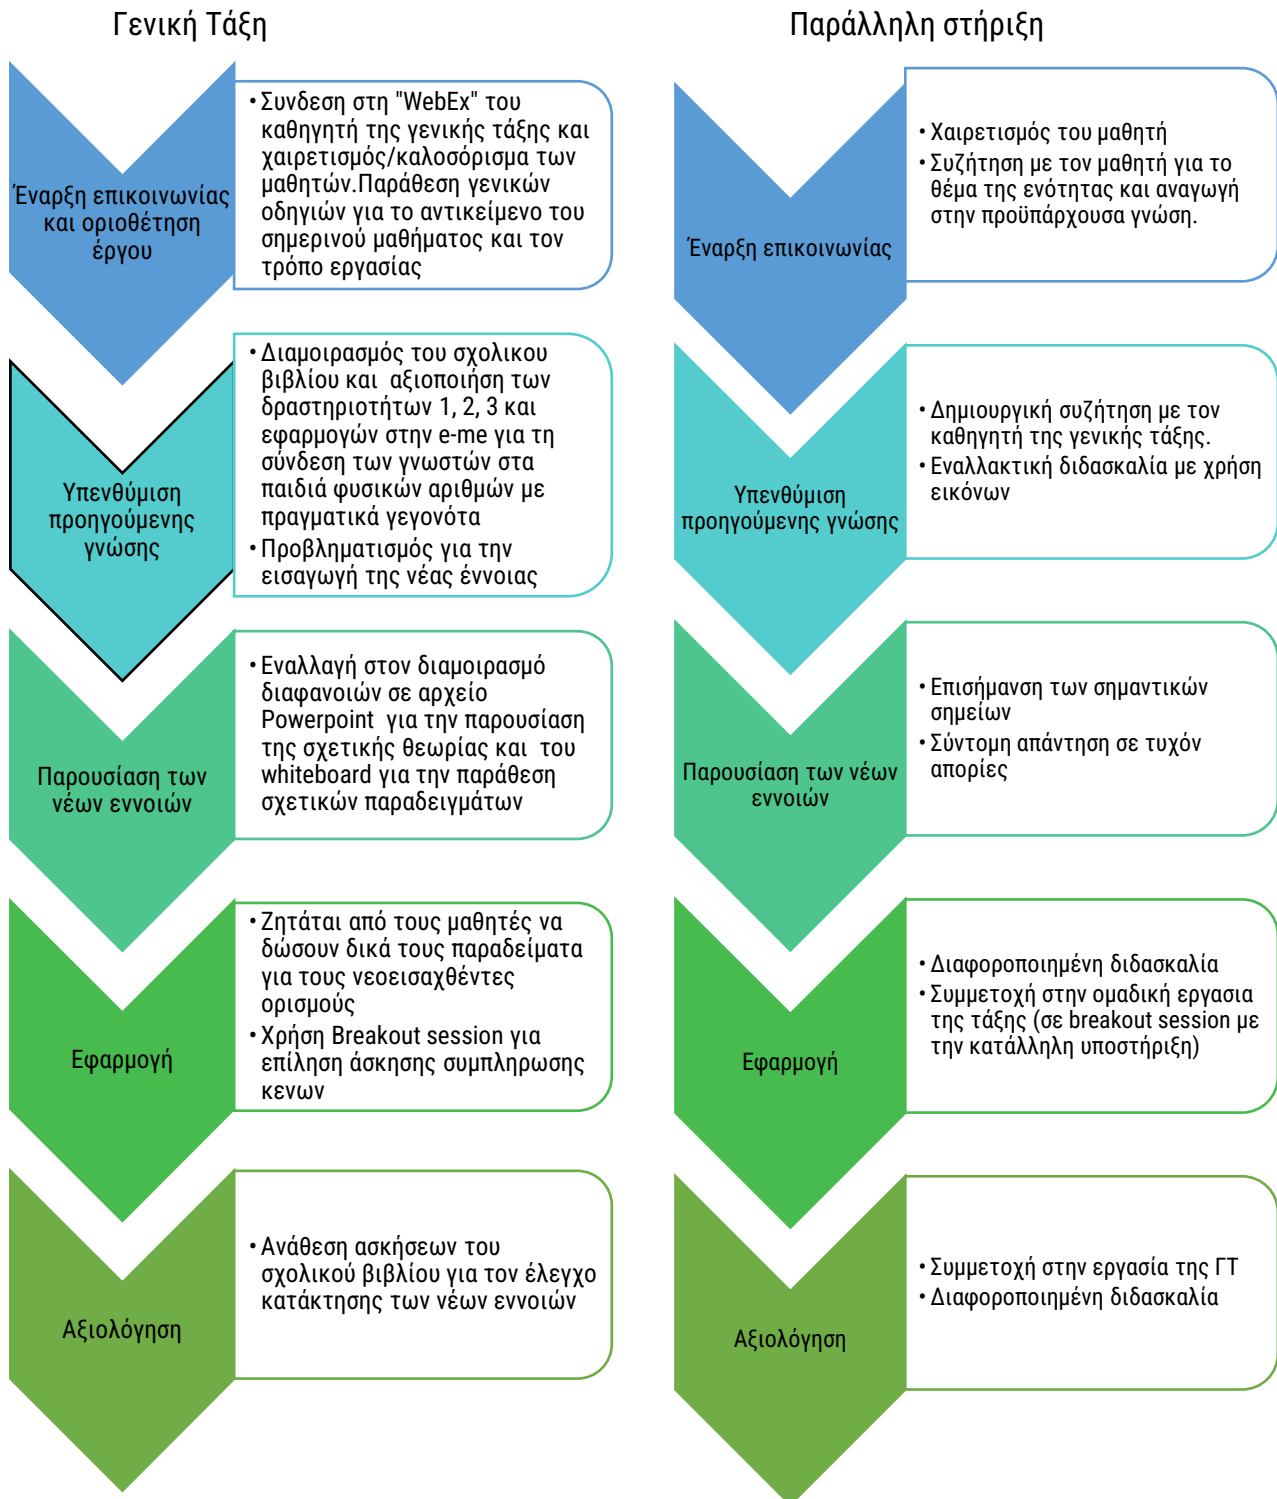 Γενική Τάξη
Έναρξη επικοινωνίας
και οριοθέτηση
έργου
• Συνδεση στη "WebEx" του
καθηγητή της γενικής τάξης και
χαιρετισμός/καλοσόρισμα των
μαθητών.Παράθεση γενικών
οδηγιών για το αντικείμενο του
σημερινού μαθήματος και τον
τρόπο εργασίας
Υπενθύμιση
προηγούμενης
γνώσης
• Διαμοιρασμός του σχολικου
βιβλίου και αξιοποιήση των
δραστηριοτήτων 1, 2, 3 και
εφαρμογών στην e-me για τη
σύνδεση των γνωστών στα
παιδιά φυσικών αριθμών με
πραγματικά γεγονότα
• Προβληματισμός για την
εισαγωγή της νέας έννοιας
Παρουσίαση των
νέων εννοιών
• Εναλλαγή στον διαμοιρασμό
διαφανοιών σε αρχείο
Powerpoint για την παρουσίαση
της σχετικής θεωρίας και του
whiteboard για την παράθεση
σχετικών παραδειγμάτων
Εφαρμογή
• Ζητάται από τους μαθητές να
δώσουν δικά τους παραδείματα
για τους νεοεισαχθέντες
ορισμούς
• Χρήση Breakout session για
επίληση άσκησης συμπληρωσης
κενων
Αξιολόγηση
• Ανάθεση ασκήσεων του
σχολικού βιβλίου για τον έλεγχο
κατάκτησης των νέων εννοιών
Παράλληλη στήριξη
Έναρξη επικοινωνίας
• Χαιρετισμός του μαθητή
• Συζήτηση με τον μαθητή για το
θέμα της ενότητας και αναγωγή
στην προϋπάρχουσα γνώση.
Υπενθύμιση
προηγούμενης γνώσης
• Δημιουργική συζήτηση με τον
καθηγητή της γενικής τάξης.
• Εναλλακτική διδασκαλία με χρήση
εικόνων
Παρουσίαση των νέων
εννοιών
• Επισήμανση των σημαντικών
σημείων
• Σύντομη απάντηση σε τυχόν
απορίες
Εφαρμογή
• Διαφοροποιημένη διδασκαλία
• Συμμετοχή στην ομαδική εργασια
της τάξης (σε breakout session με
την κατάλληλη υποστήριξη)
Αξιολόγηση
• Συμμετοχή στην εργασία της ΓΤ
• Διαφοροποιημένη διδασκαλία